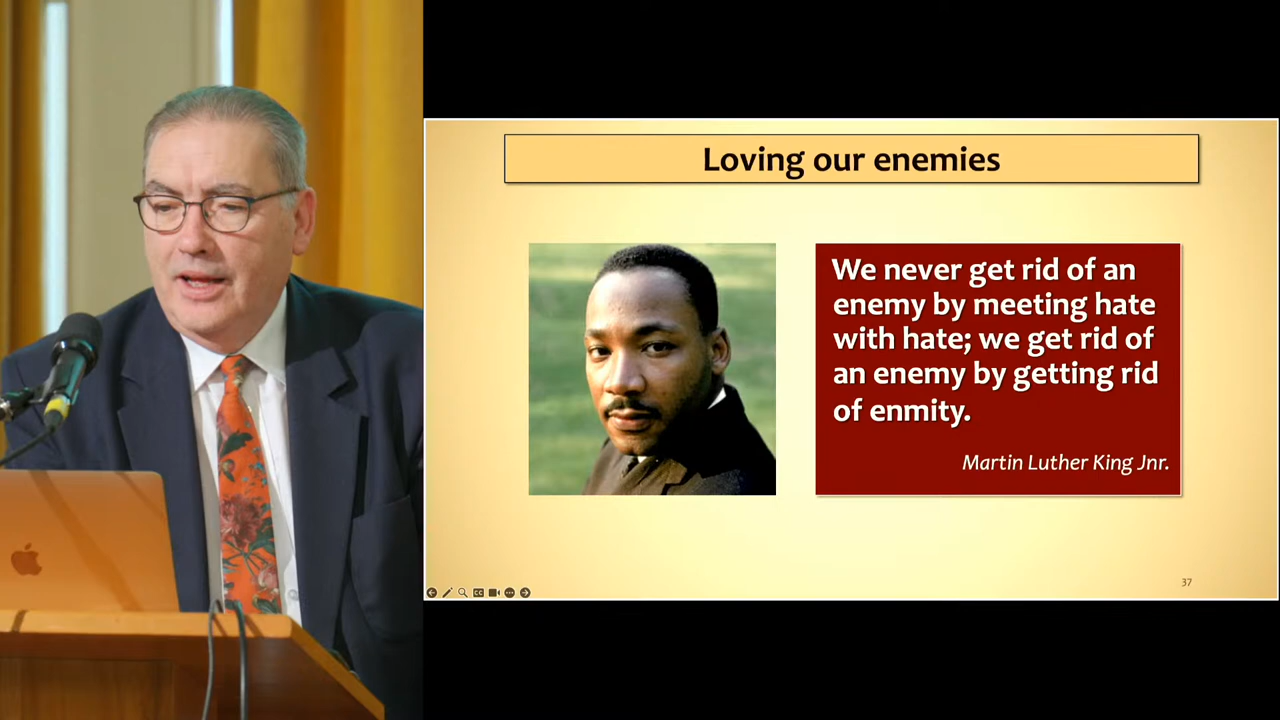 Loving our enemies
We never get rid of an
enemy by meeting hate
with hate; we get rid of
an enemy by getting rid
of enmity.
Martin Luther King Jnr.
37